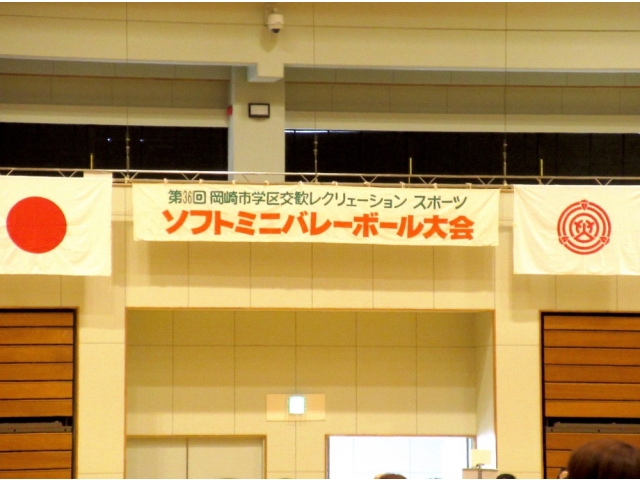 第36回 岡崎市学区交歓レクリェーション スポーツ
ソフトミニバレーボール大会